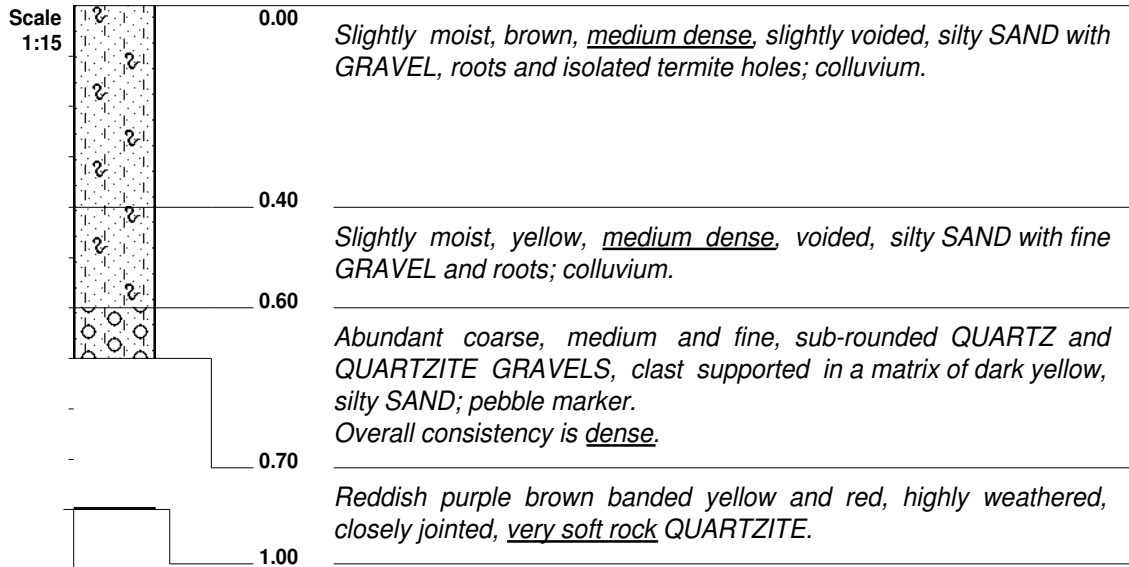 Scale
1:15
0.00
Slightly moist, brown, medium dense, slightly voided, silty SAND with
GRAVEL, roots and isolated termite holes; colluvium.
0.40
Slightly moist, yellow, medium dense, voided, silty SAND with fine
GRAVEL and roots; colluvium.
0.60
Abundant coarse, medium and fine, sub-rounded QUARTZ and
QUARTZITE GRAVELS, clast supported in a matrix of dark yellow,
silty SAND; pebble marker.
Overall consistency is dense.
0.70
Reddish purple brown banded yellow and red, highly weathered,
closely jointed, very soft rock QUARTZITE.
1.00